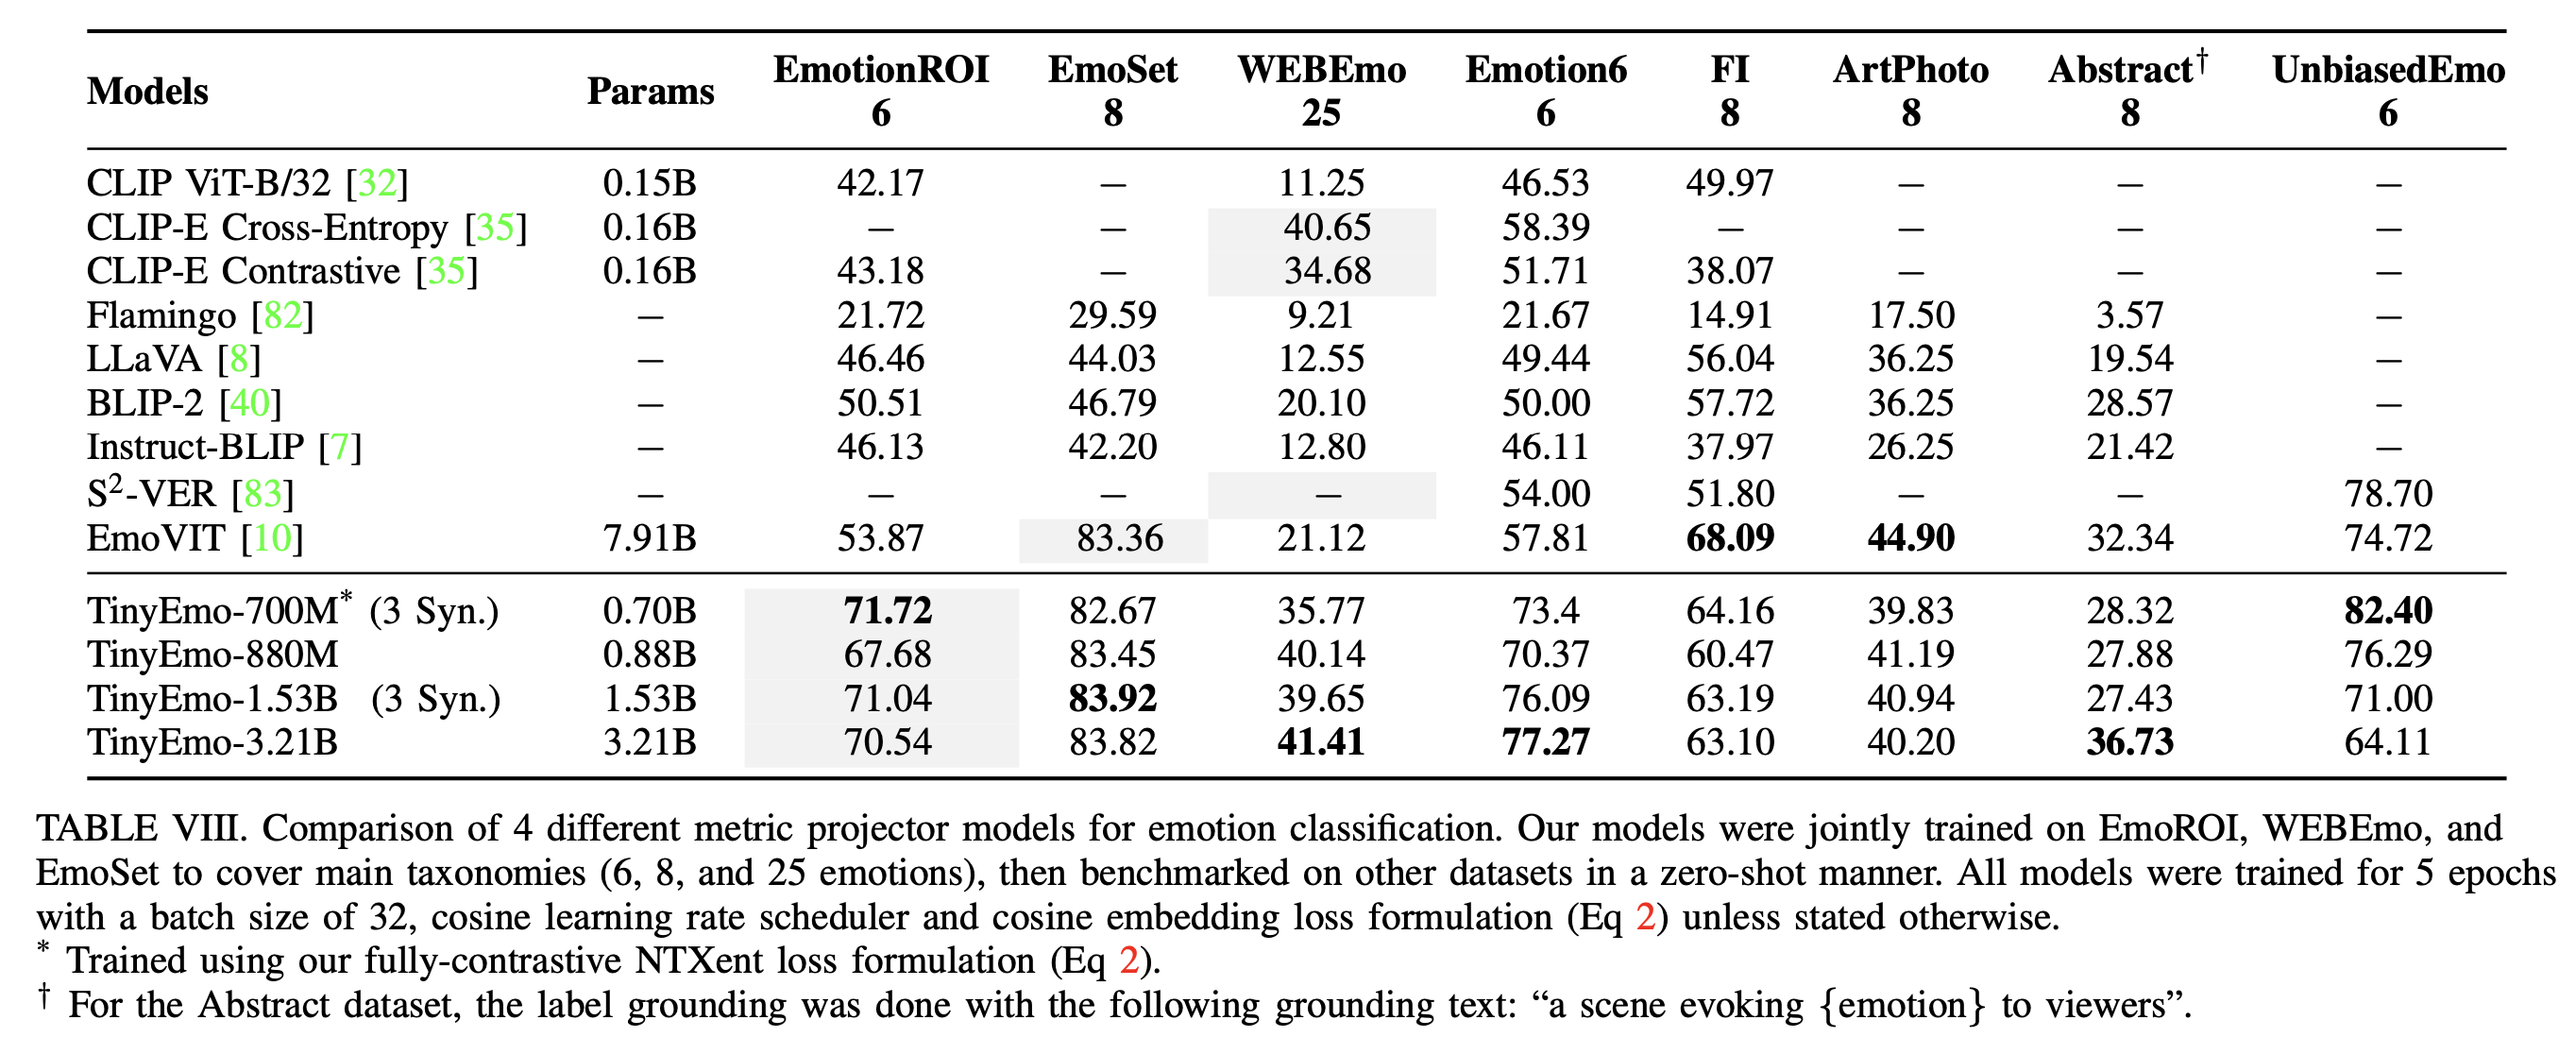 Models Params EmotionROI EmoSet WEBEmo Emotion6 FI ArtPhoto Abstract† UnbiasedEmo
6 8 25 6 8 8 8 6
CLIP ViT-B/32 [32] 0.15B 42.17 – 11.25 46.53 49.97 – – –
CLIP-E Cross-Entropy [35] 0.16B – – 40.65 58.39 – – – –
CLIP-E Contrastive [35] 0.16B 43.18 – 34.68 51.71 38.07 – – –
Flamingo [82] – 21.72 29.59 9.21 21.67 14.91 17.50 3.57 –
LLaVA [8] – 46.46 44.03 12.55 49.44 56.04 36.25 19.54 –
BLIP-2 [40] – 50.51 46.79 20.10 50.00 57.72 36.25 28.57 –
Instruct-BLIP [7] – 46.13 42.20 12.80 46.11 37.97 26.25 21.42 –
S²-VER [83] – – – – 54.00 51.80 – – 78.70
EmoVIT [10] 7.91B 53.87 83.36 21.12 57.81 68.09 44.90 32.34 74.72
TinyEmo-700M* (3 Syn.) 0.70B 71.72 82.67 35.77 73.4 64.16 39.83 28.32 82.40
TinyEmo-880M 0.88B 67.68 83.45 40.14 70.37 60.47 41.19 27.88 76.29
TinyEmo-1.53B (3 Syn.) 1.53B 71.04 83.92 39.65 76.09 63.19 40.94 27.43 71.00
TinyEmo-3.21B 3.21B 70.54 83.82 41.41 77.27 63.10 40.20 36.73 64.11
TABLE VIII. Comparison of 4 different metric projector models for emotion classification. Our models were jointly trained on EmoROI, WEBEmo, and
EmoSet to cover main taxonomies (6, 8, and 25 emotions), then benchmarked on other datasets in a zero-shot manner. All models were trained for 5 epochs
with a batch size of 32, cosine learning rate scheduler and cosine embedding loss formulation (Eq 2) unless stated otherwise.
* Trained using our fully-contrastive NTXent loss formulation (Eq 2).
† For the Abstract dataset, the label grounding was done with the following grounding text: “a scene evoking {emotion} to viewers”.